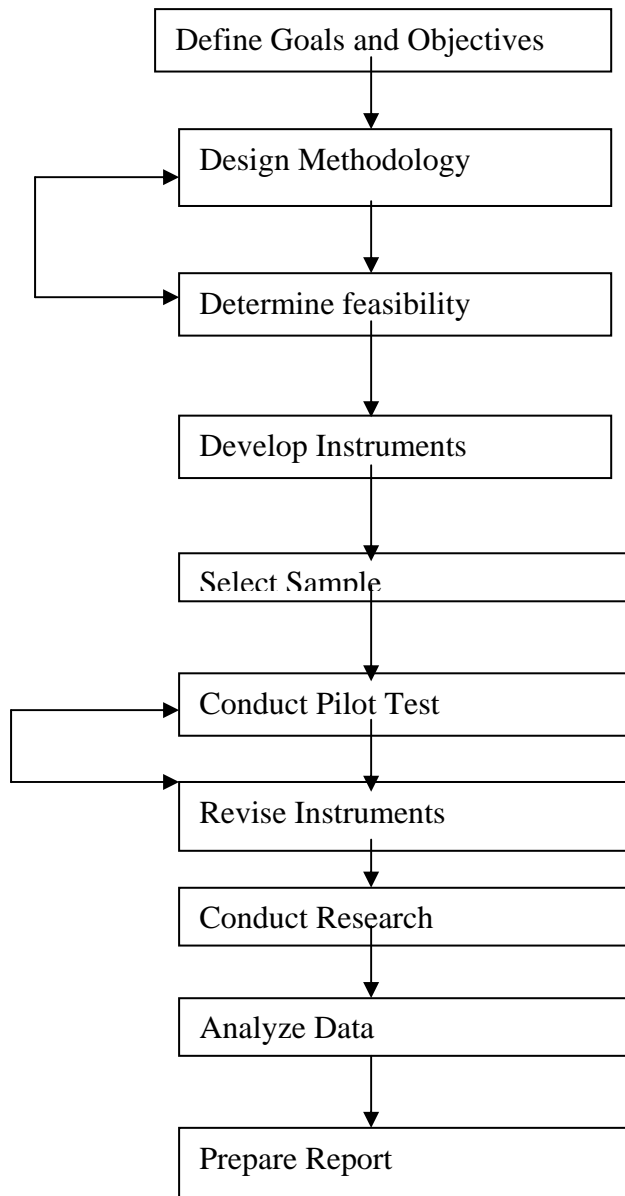 Define Goals and Objectives
Design Methodology
Determine feasibility
Develop Instruments
Select Sample
Conduct Pilot Test
Revise Instruments
Conduct Research
Analyze Data
Prepare Report